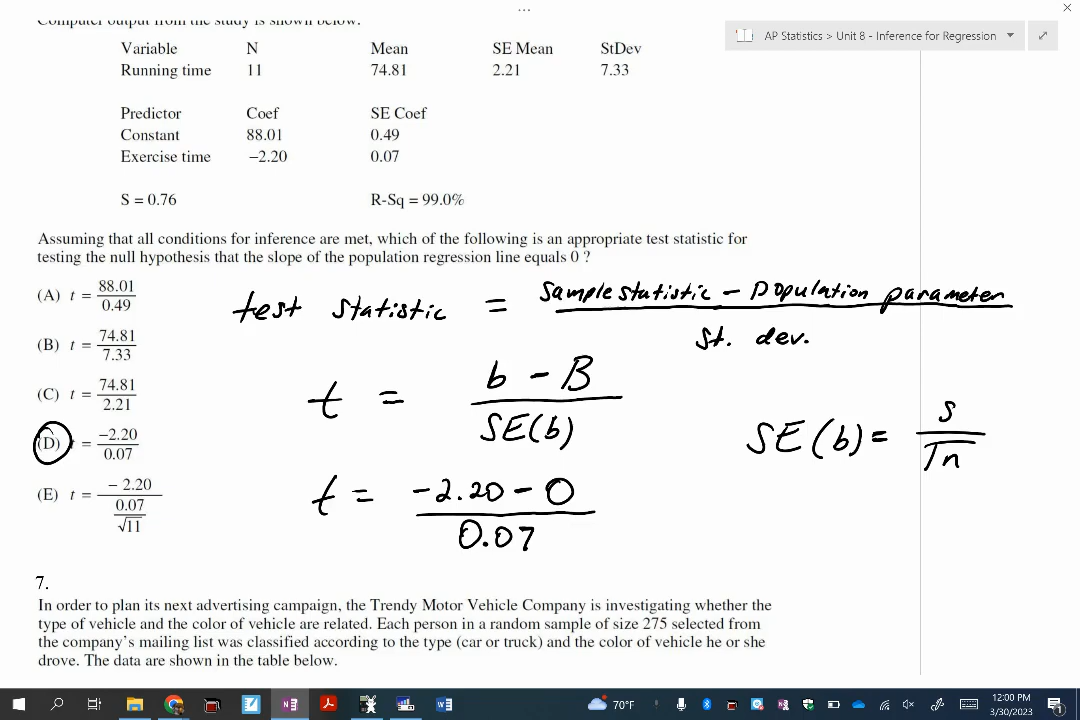 Computer output from the study is shown below.
AP Statistics > Unit 8 - Inference for Regression
Variable N Mean SE Mean StDev
Running time 11 74.81 2.21 7.33
Predictor Coef SE Coef
Constant 88.01 0.49
Exercise time −2.20 0.07
S = 0.76 R-Sq = 99.0%
Assuming that all conditions for inference are met, which of the following is an appropriate test statistic for
testing the null hypothesis that the slope of the population regression line equals 0 ?
(A) t = 88.01 / 0.49
test statistic = sample statistic - population parameter / st. dev.
(B) t = 74.81 / 7.33
(C) t = 74.81 / 2.21
t = b - B / SE(b)
SE(b) = s / √n
(D) t = −2.20 / 0.07
(E) t = − 2.20 / 0.07 / √11
t = -2.20 - 0 / 0.07
7.
In order to plan its next advertising campaign, the Trendy Motor Vehicle Company is investigating whether the
type of vehicle and the color of vehicle are related. Each person in a random sample of size 275 selected from
the company's mailing list was classified according to the type (car or truck) and the color of vehicle he or she
drove. The data are shown in the table below.
70°F
12:00 PM
3/30/2023